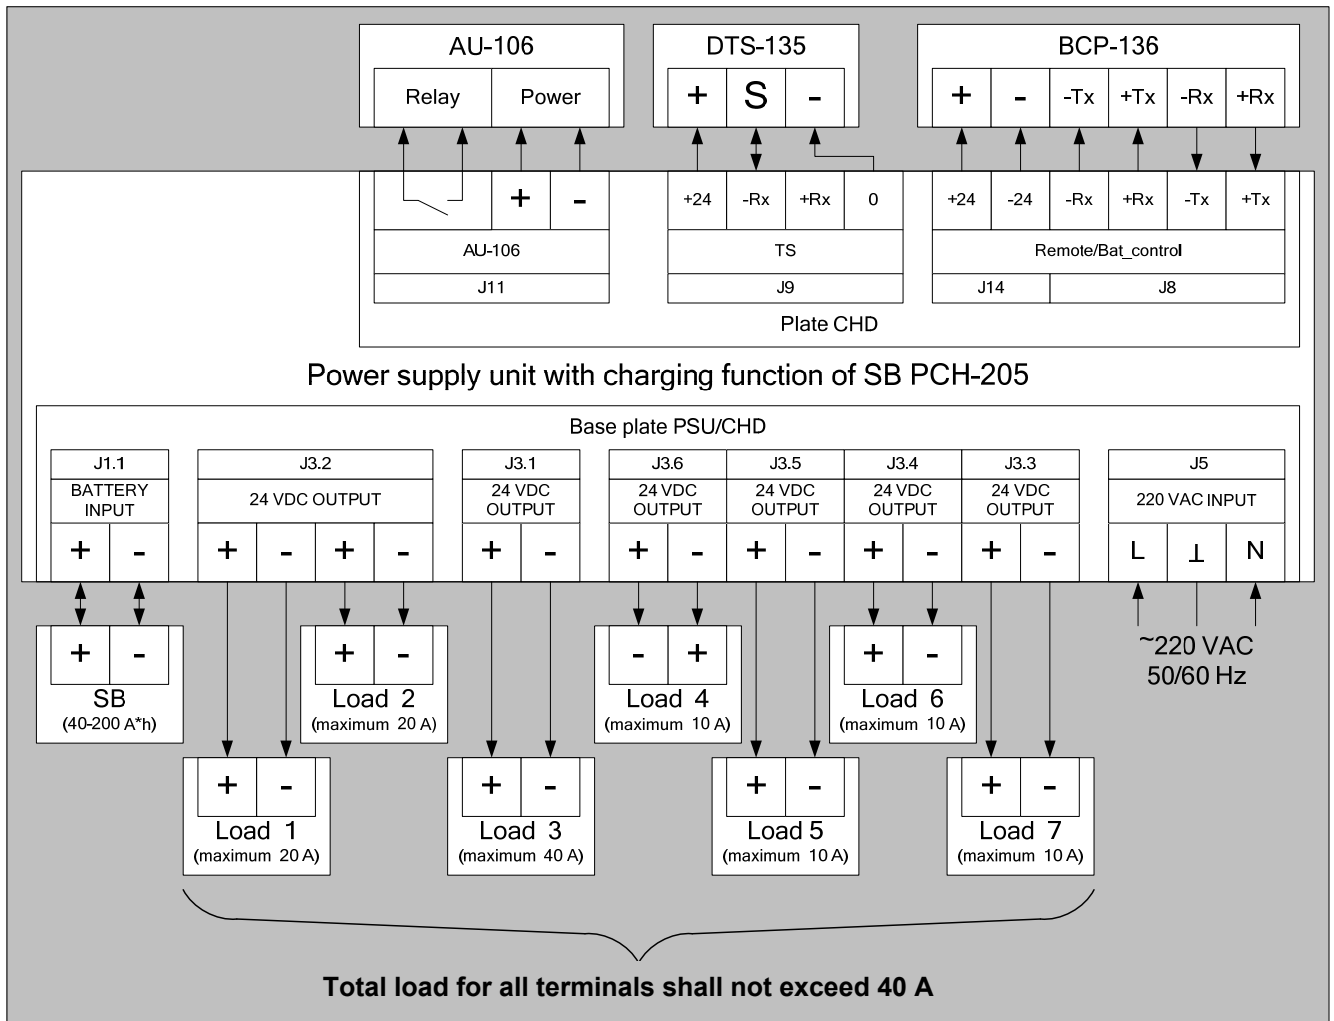 AU-106 DTS-135 BCP-136
Relay Power + S - + - -Tx +Tx -Rx +Rx
+ - +24 -Rx +Rx 0 +24 -24 -Rx +Rx -Tx +Tx
AU-106 TS Remote/Bat_control
J11 J9 J14 J8
Plate CHD
Power supply unit with charging function of SB PCH-205
Base plate PSU/CHD
J1.1 J3.2 J3.1 J3.6 J3.5 J3.4 J3.3 J5
BATTERY INPUT 24 VDC OUTPUT 24 VDC OUTPUT 24 VDC OUTPUT 24 VDC OUTPUT 24 VDC OUTPUT 24 VDC OUTPUT 220 VAC INPUT
+ - + - + - + - + - + - + - + - L ⊥ N
~220 VAC
50/60 Hz
+ - + - - + + -
SB Load 2 Load 4 Load 6
(40-200 A*h) (maximum 20 A) (maximum 10 A) (maximum 10 A)
+ - + - + - + -
Load 1 Load 3 Load 5 Load 7
(maximum 20 A) (maximum 40 A) (maximum 10 A) (maximum 10 A)
Total load for all terminals shall not exceed 40 A